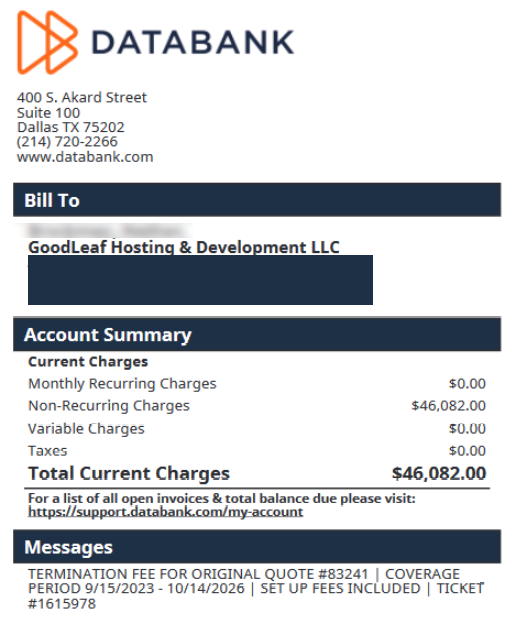 DATABANK
400 S. Akard Street
Suite 100
Dallas TX 75202
(214) 720-2266
www.databank.com
Bill To
GoodLeaf Hosting & Development LLC
Account Summary
Current Charges
Monthly Recurring Charges $0.00
Non-Recurring Charges $46,082.00
Variable Charges $0.00
Taxes $0.00
Total Current Charges $46,082.00
For a list of all open invoices & total balance due please visit:
https://support.databank.com/my-account
Messages
TERMINATION FEE FOR ORIGINAL QUOTE #83241 | COVERAGE
PERIOD 9/15/2023 - 10/14/2026 | SET UP FEES INCLUDED | TICKET
#1615978